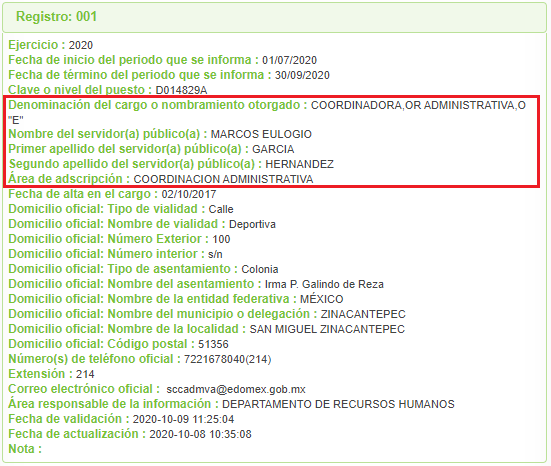 Registro: 001
Ejercicio : 2020
Fecha de inicio del periodo que se informa : 01/07/2020
Fecha de término del periodo que se informa : 30/09/2020
Clave o nivel del puesto : D014829A
Denominación del cargo o nombramiento otorgado : COORDINADORA,OR ADMINISTRATIVA,O
"E"
Nombre del servidor(a) público(a) : MARCOS EULOGIO
Primer apellido del servidor(a) público(a) : GARCIA
Segundo apellido del servidor(a) público(a) : HERNANDEZ
Área de adscripción : COORDINACION ADMINISTRATIVA
Fecha de alta en el cargo : 02/10/2017
Domicilio oficial: Tipo de vialidad : Calle
Domicilio oficial: Nombre de vialidad : Deportiva
Domicilio oficial: Número Exterior : 100
Domicilio oficial: Número interior : s/n
Domicilio oficial: Tipo de asentamiento : Colonia
Domicilio oficial: Nombre del asentamiento : Irma P. Galindo de Reza
Domicilio oficial: Nombre de la entidad federativa : MÉXICO
Domicilio oficial: Nombre del municipio o delegación : ZINACANTEPEC
Domicilio oficial: Nombre de la localidad : SAN MIGUEL ZINACANTEPEC
Domicilio oficial: Código postal : 51356
Número(s) de teléfono oficial : 7221678040(214)
Extensión : 214
Correo electrónico oficial : sccadmva@edomex.gob.mx
Área responsable de la información : DEPARTAMENTO DE RECURSOS HUMANOS
Fecha de validación : 2020-10-09 11:25:04
Fecha de actualización : 2020-10-08 10:35:08
Nota :